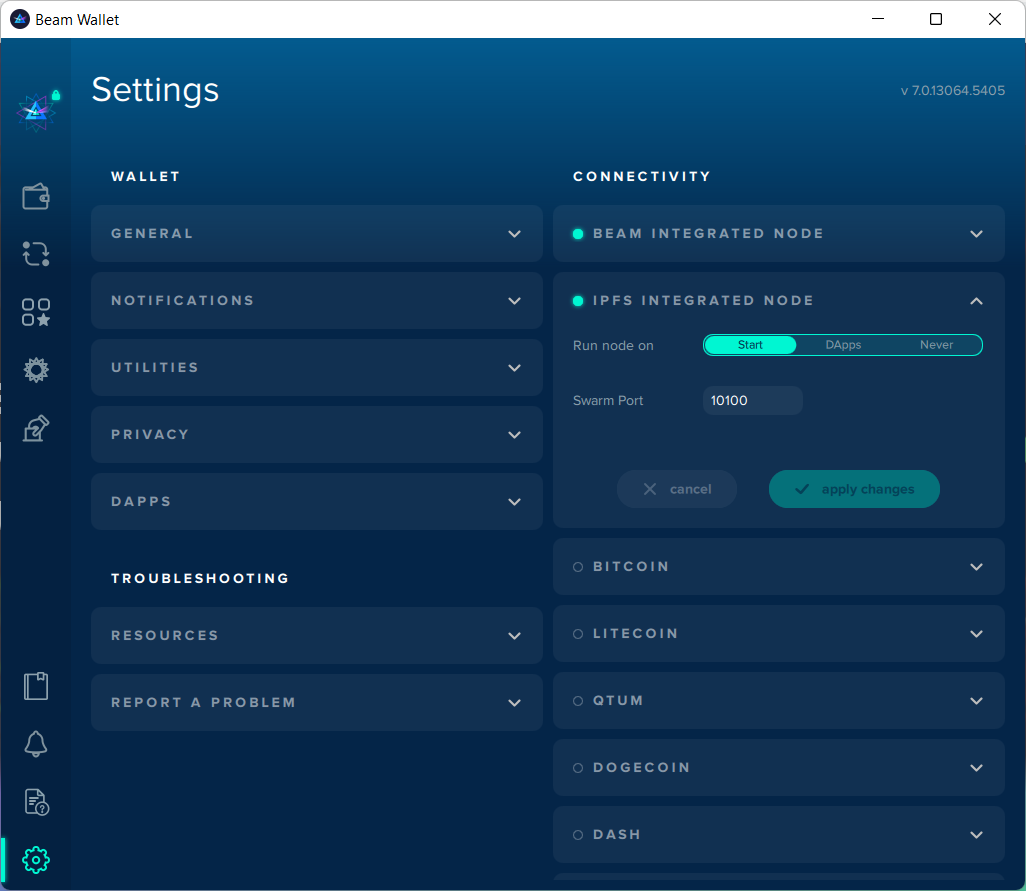 Beam Wallet
Settings
v 7.0.13064.5405
WALLET
GENERAL
NOTIFICATIONS
UTILITIES
PRIVACY
DAPPS
TROUBLESHOOTING
RESOURCES
REPORT A PROBLEM
CONNECTIVITY
BEAM INTEGRATED NODE
IPFS INTEGRATED NODE
Run node on Start DApps Never
Swarm Port 10100
cancel apply changes
BITCOIN
LITECOIN
QTUM
DOGECOIN
DASH